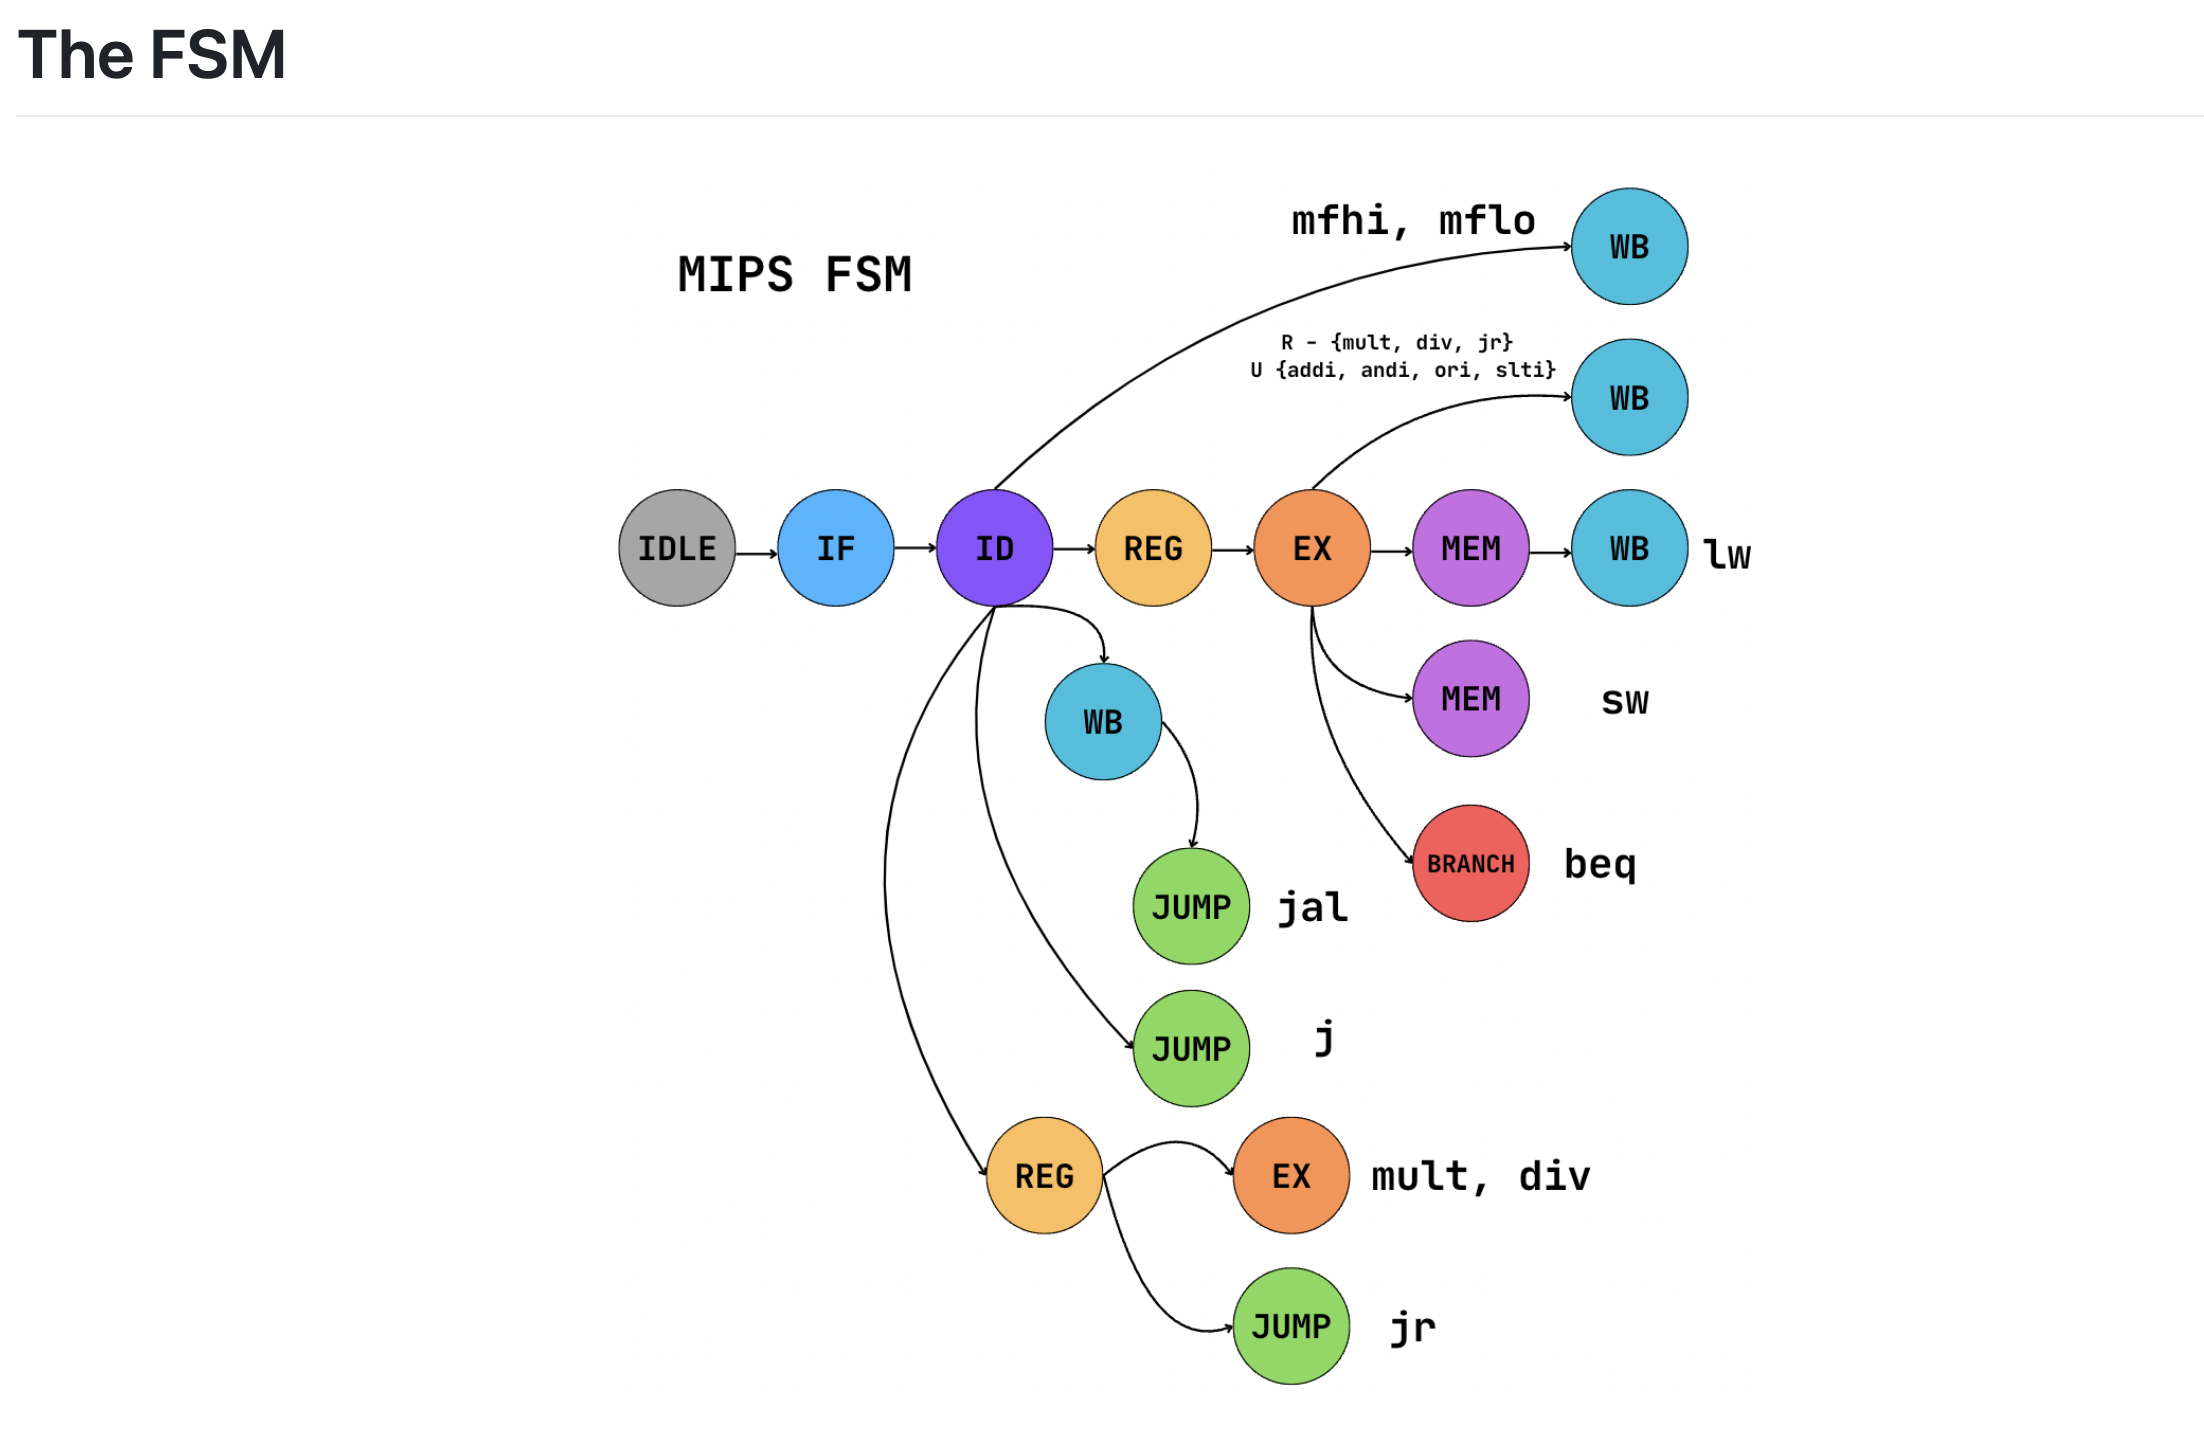 The FSM
MIPS FSM
mfhi, mflo
WB
R - {mult, div, jr}
U {addi, andi, ori, slti}
WB
IDLE
IF
ID
REG
EX
MEM
WB
lw
MEM
sw
WB
BRANCH
beq
JUMP
jal
JUMP
j
REG
EX
mult, div
JUMP
jr